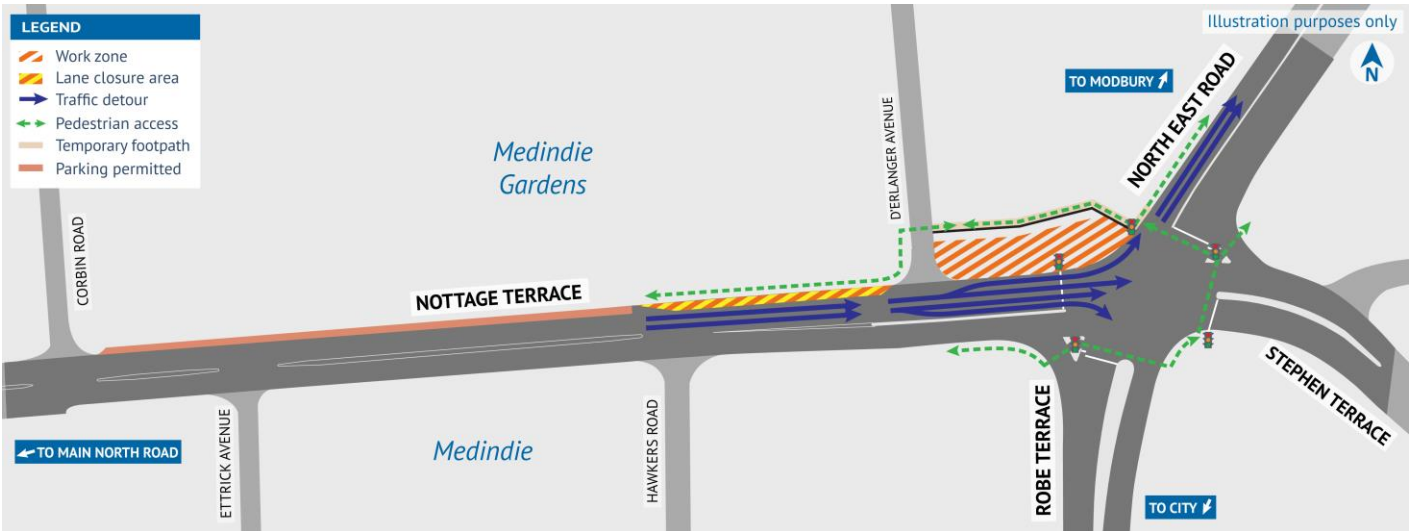 LEGEND
Work zone
Lane closure area
Traffic detour
Pedestrian access
Temporary footpath
Parking permitted
Illustration purposes only
N
TO MODBURY
NORTH EAST ROAD
D'ERLANGER AVENUE
Medindie
Gardens
CORBIN ROAD
NOTTAGE TERRACE
STEPHEN TERRACE
ROBE TERRACE
HAWKERS ROAD
ETTRICK AVENUE
TO MAIN NORTH ROAD
Medindie
TO CITY